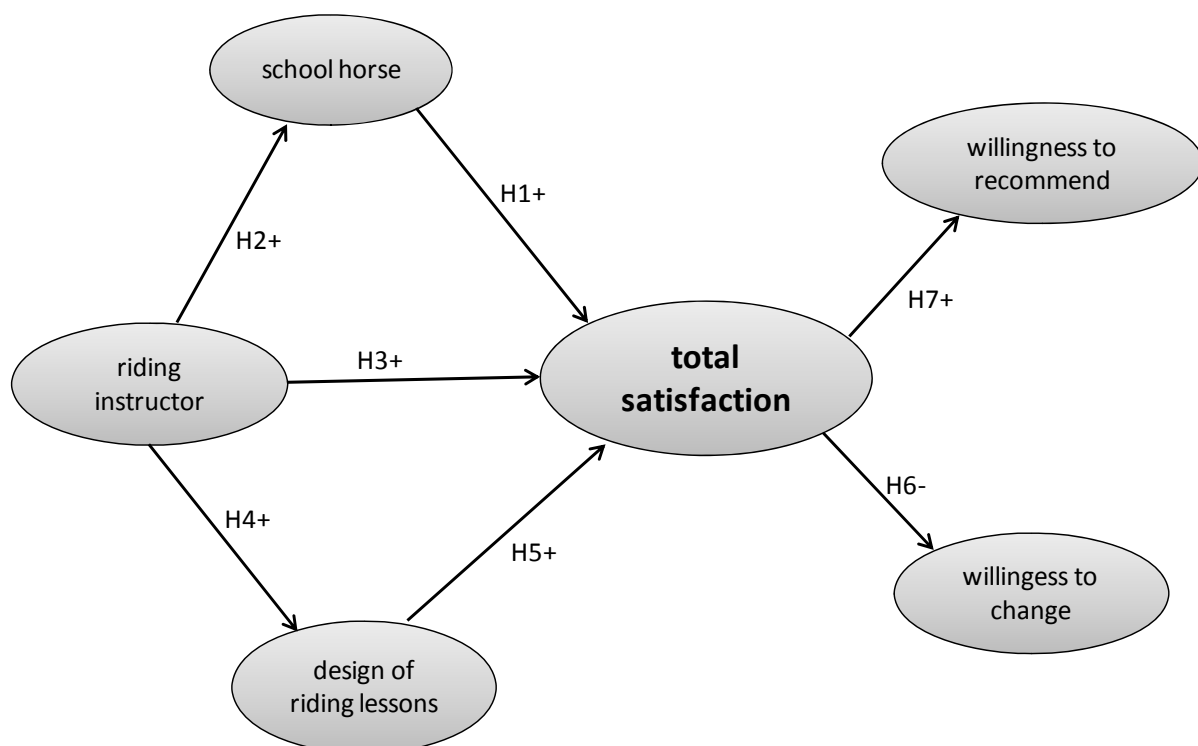 school horse
willingness to
recommend
H1+
H2+
H7+
riding
instructor
H3+
total
satisfaction
H6-
H4+
H5+
willingess to
change
design of
riding lessons